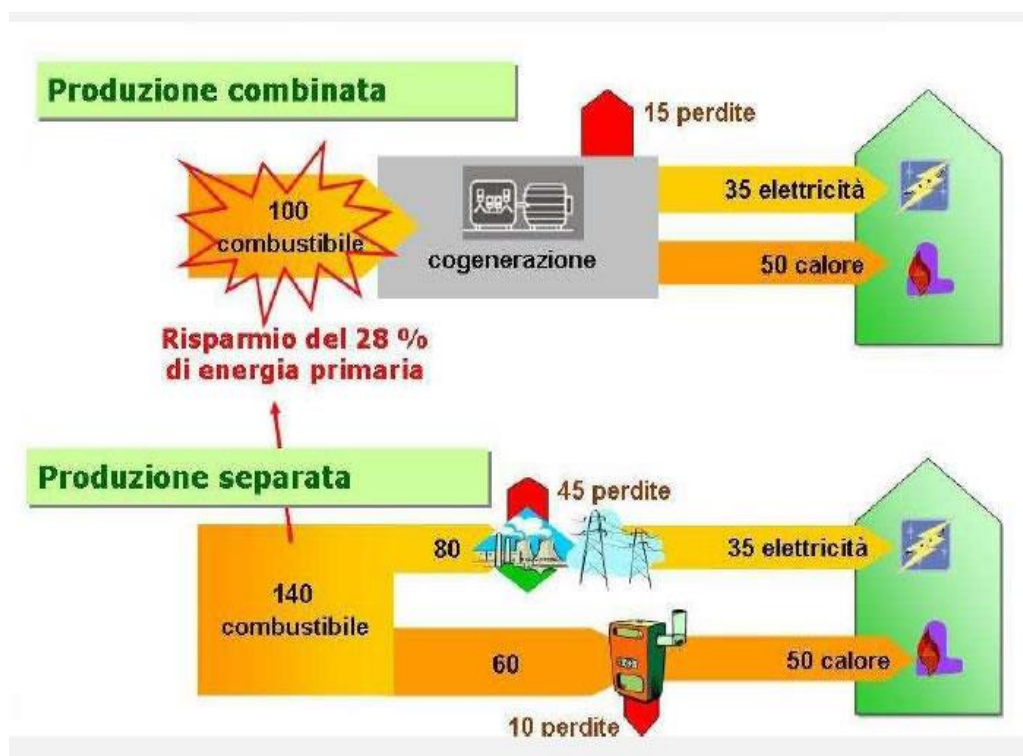 Produzione combinata
15 perdite
100
combustibile
cogenerazione
35 elettricità
50 calore
Risparmio del 28 %
di energia primaria
Produzione separata
45 perdite
80
35 elettricità
140
combustibile
60
50 calore
10 perdite